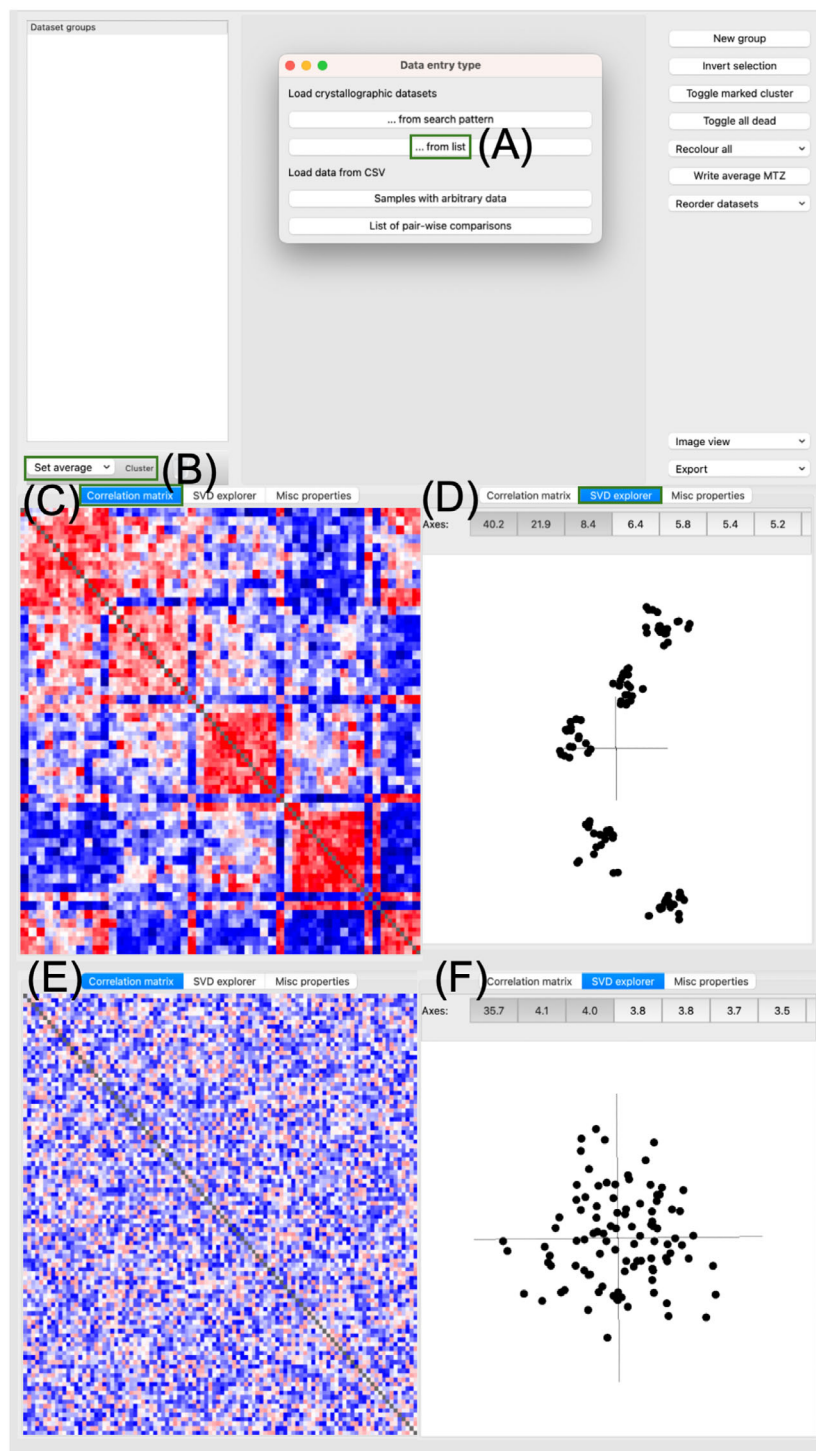 Dataset groups
Data entry type
Load crystallographic datasets
... from search pattern
... from list
(A)
Load data from CSV
Samples with arbitrary data
List of pair-wise comparisons
New group
Invert selection
Toggle marked cluster
Toggle all dead
Recolour all
Write average MTZ
Reorder datasets
Image view
Export
Set average Cluster (B)
(C) Correlation matrix SVD explorer Misc properties
(D) Correlation matrix SVD explorer Misc properties
Axes: 40.2 21.9 8.4 6.4 5.8 5.4 5.2
(E) Correlation matrix SVD explorer Misc properties
(F) Correlation matrix SVD explorer Misc properties
Axes: 35.7 4.1 4.0 3.8 3.8 3.7 3.5